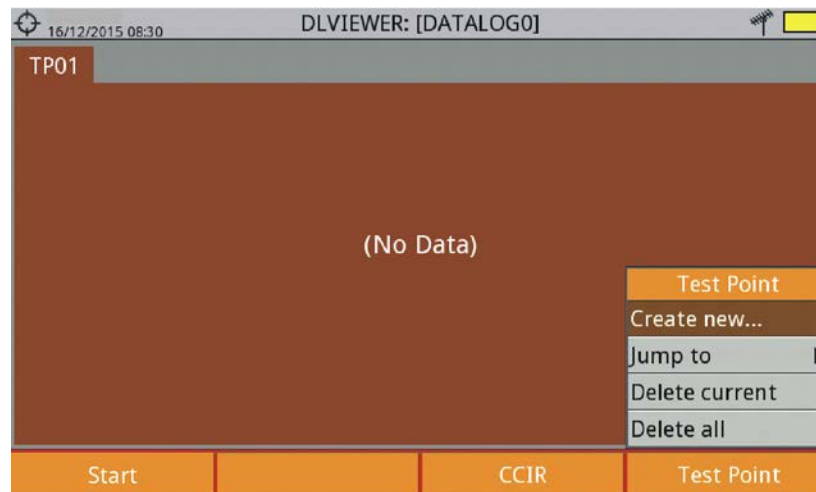 16/12/2015 08:30
DLVIEWER: [DATALOG0]
TP01
(No Data)
Test Point
Create new...
Jump to
Delete current
Delete all
Start
CCIR
Test Point